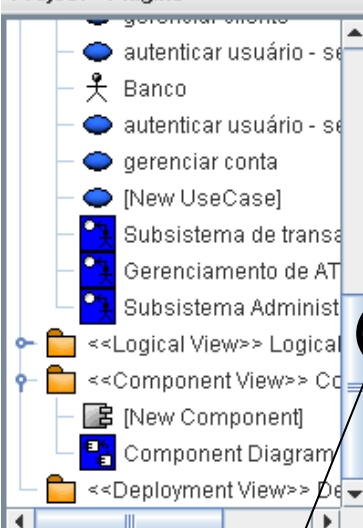 gerenciar cliente
autenticar usuário - se
Banco
autenticar usuário - se
gerenciar conta
[New UseCase]
Subsistema de transa
Gerenciamento de AT
Subsistema Administ
<<Logical View>> Logical
<<Component View>> Co
[New Component]
Component Diagram
<<Deployment View>> De